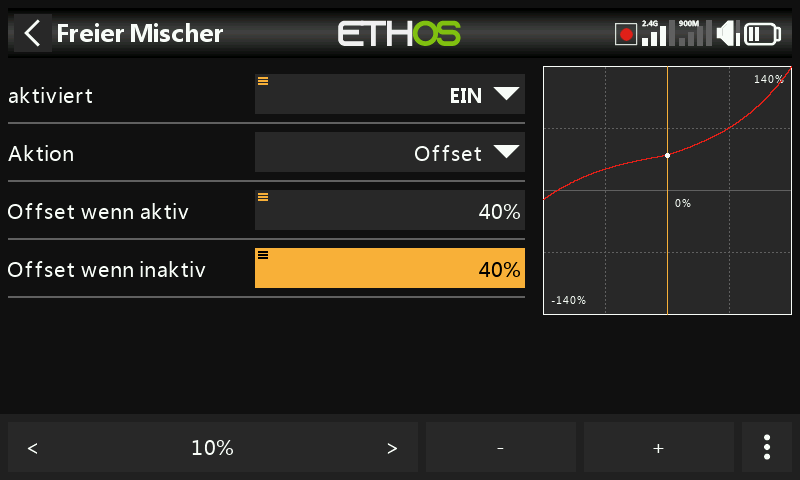 Freier Mischer
ETHOS
2.4G
900M
aktiviert
EIN
Aktion
Offset
Offset wenn aktiv
40%
Offset wenn inaktiv
40%
140%
0%
-140%
<
10%
>
-
+